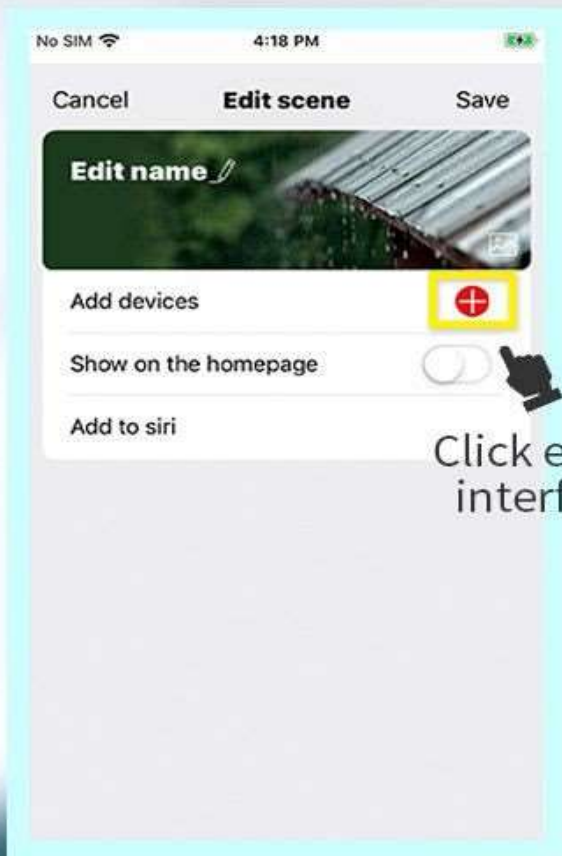 No SIM 4:18 PM
Cancel Edit scene Save
Edit name
Add devices
Show on the homepage
Add to siri
Click